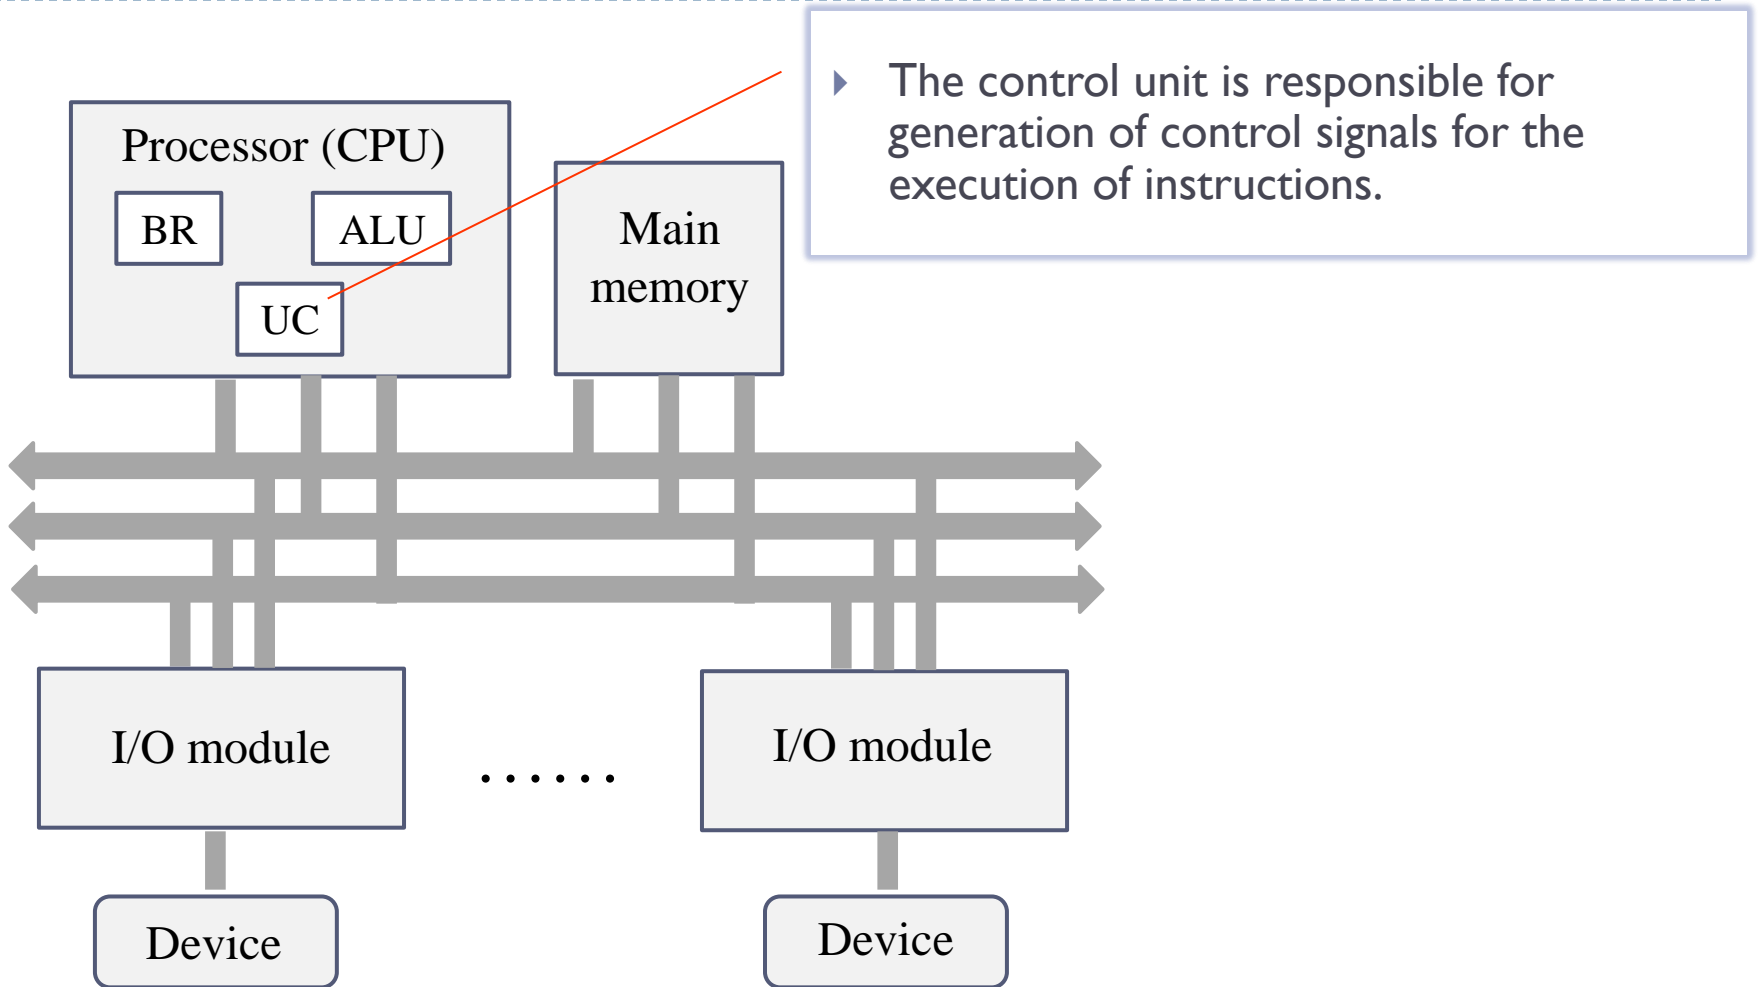 The control unit is responsible for
generation of control signals for the
execution of instructions.
Processor (CPU)
BR
ALU
UC
Main
memory
I/O module
......
I/O module
Device
Device